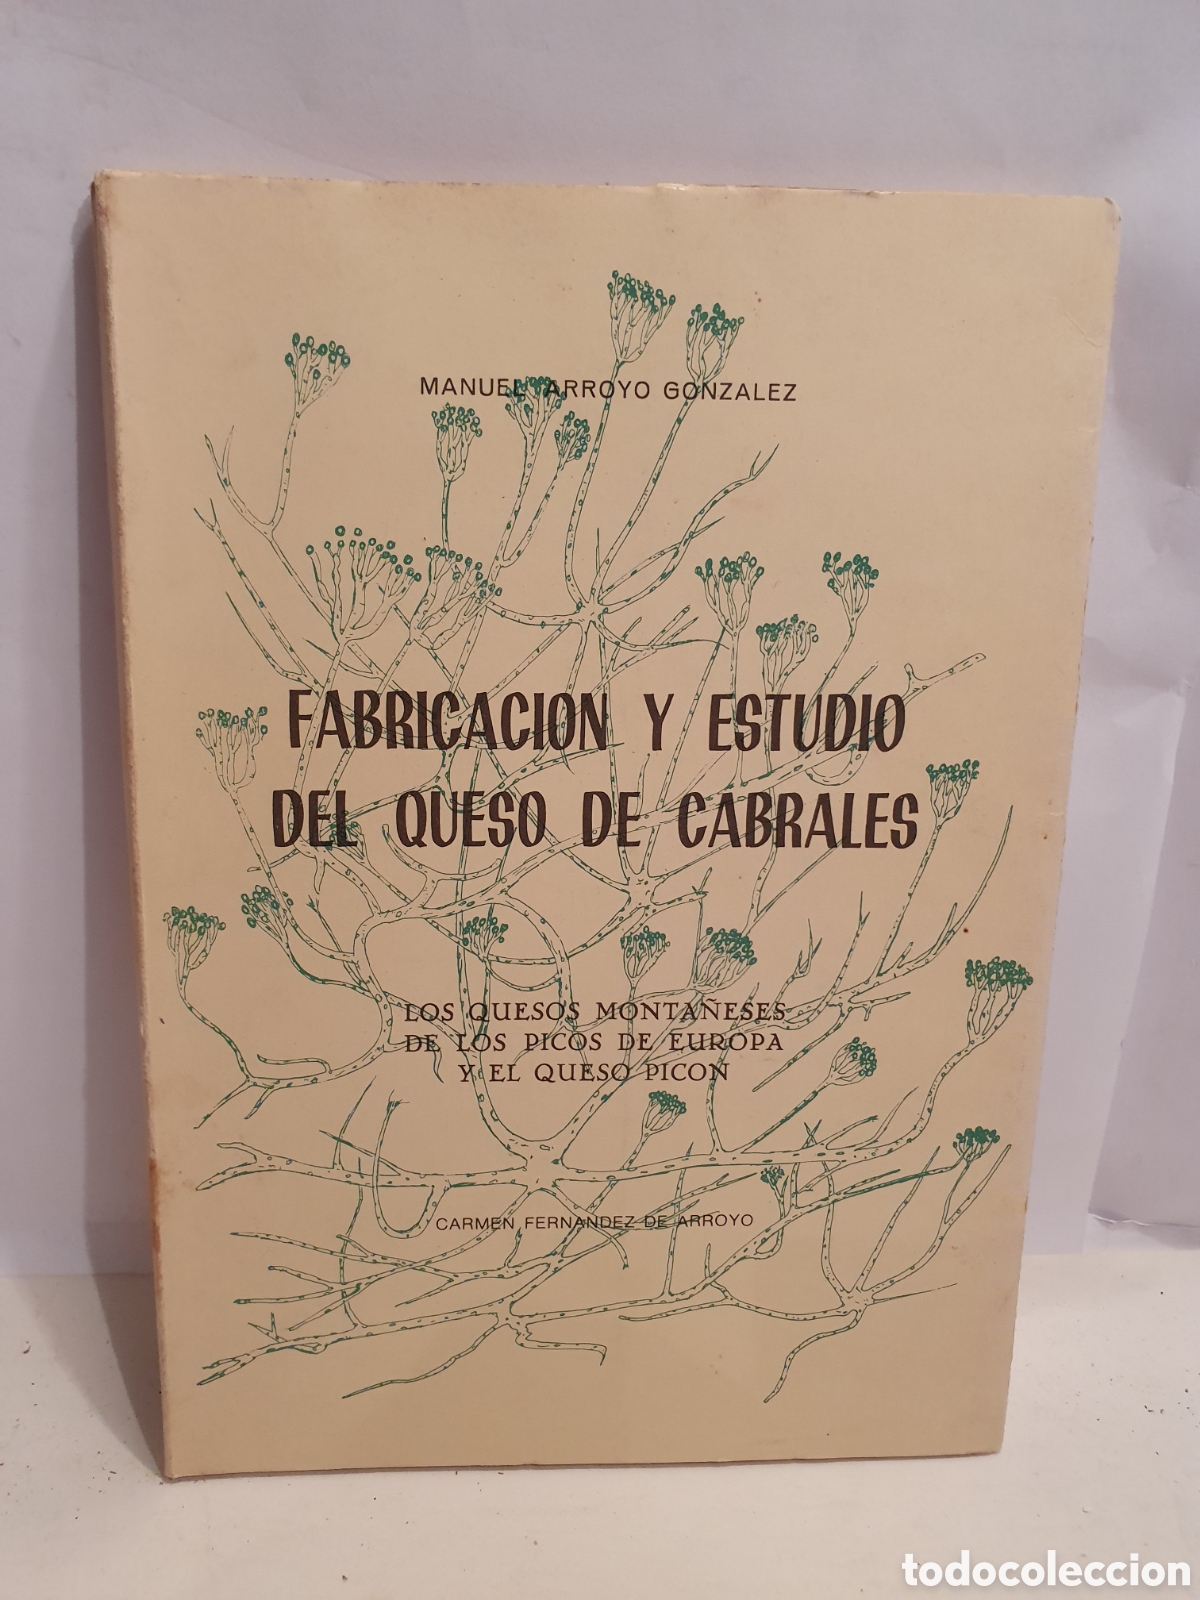 MANUEL ARROYO GONZALEZ
FABRICACION Y ESTUDIO
DEL QUESO DE CABRALES
LOS QUESOS MONTAÑESES
DE LOS PICOS DE EUROPA
Y EL QUESO PICON
CARMEN FERNANDEZ DE ARROYO
todocoleccion